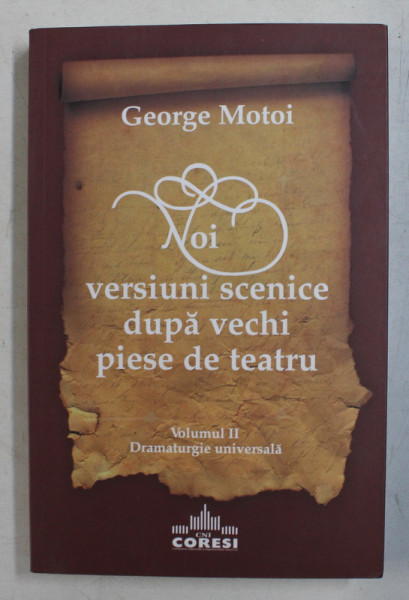 George Motoi
Noi
versiuni scenice
după vechi
piese de teatru
Volumul II
Dramaturgie universală
CNI
CORESI